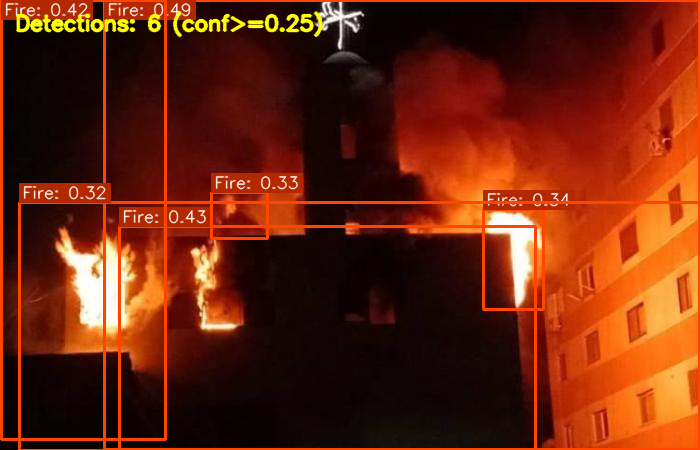 Fire: 0.42
Fire: 0.49
Detections: 6 (conf>=0.25)
Fire: 0.33
Fire: 0.32
Fire: 0.34
Fire: 0.43